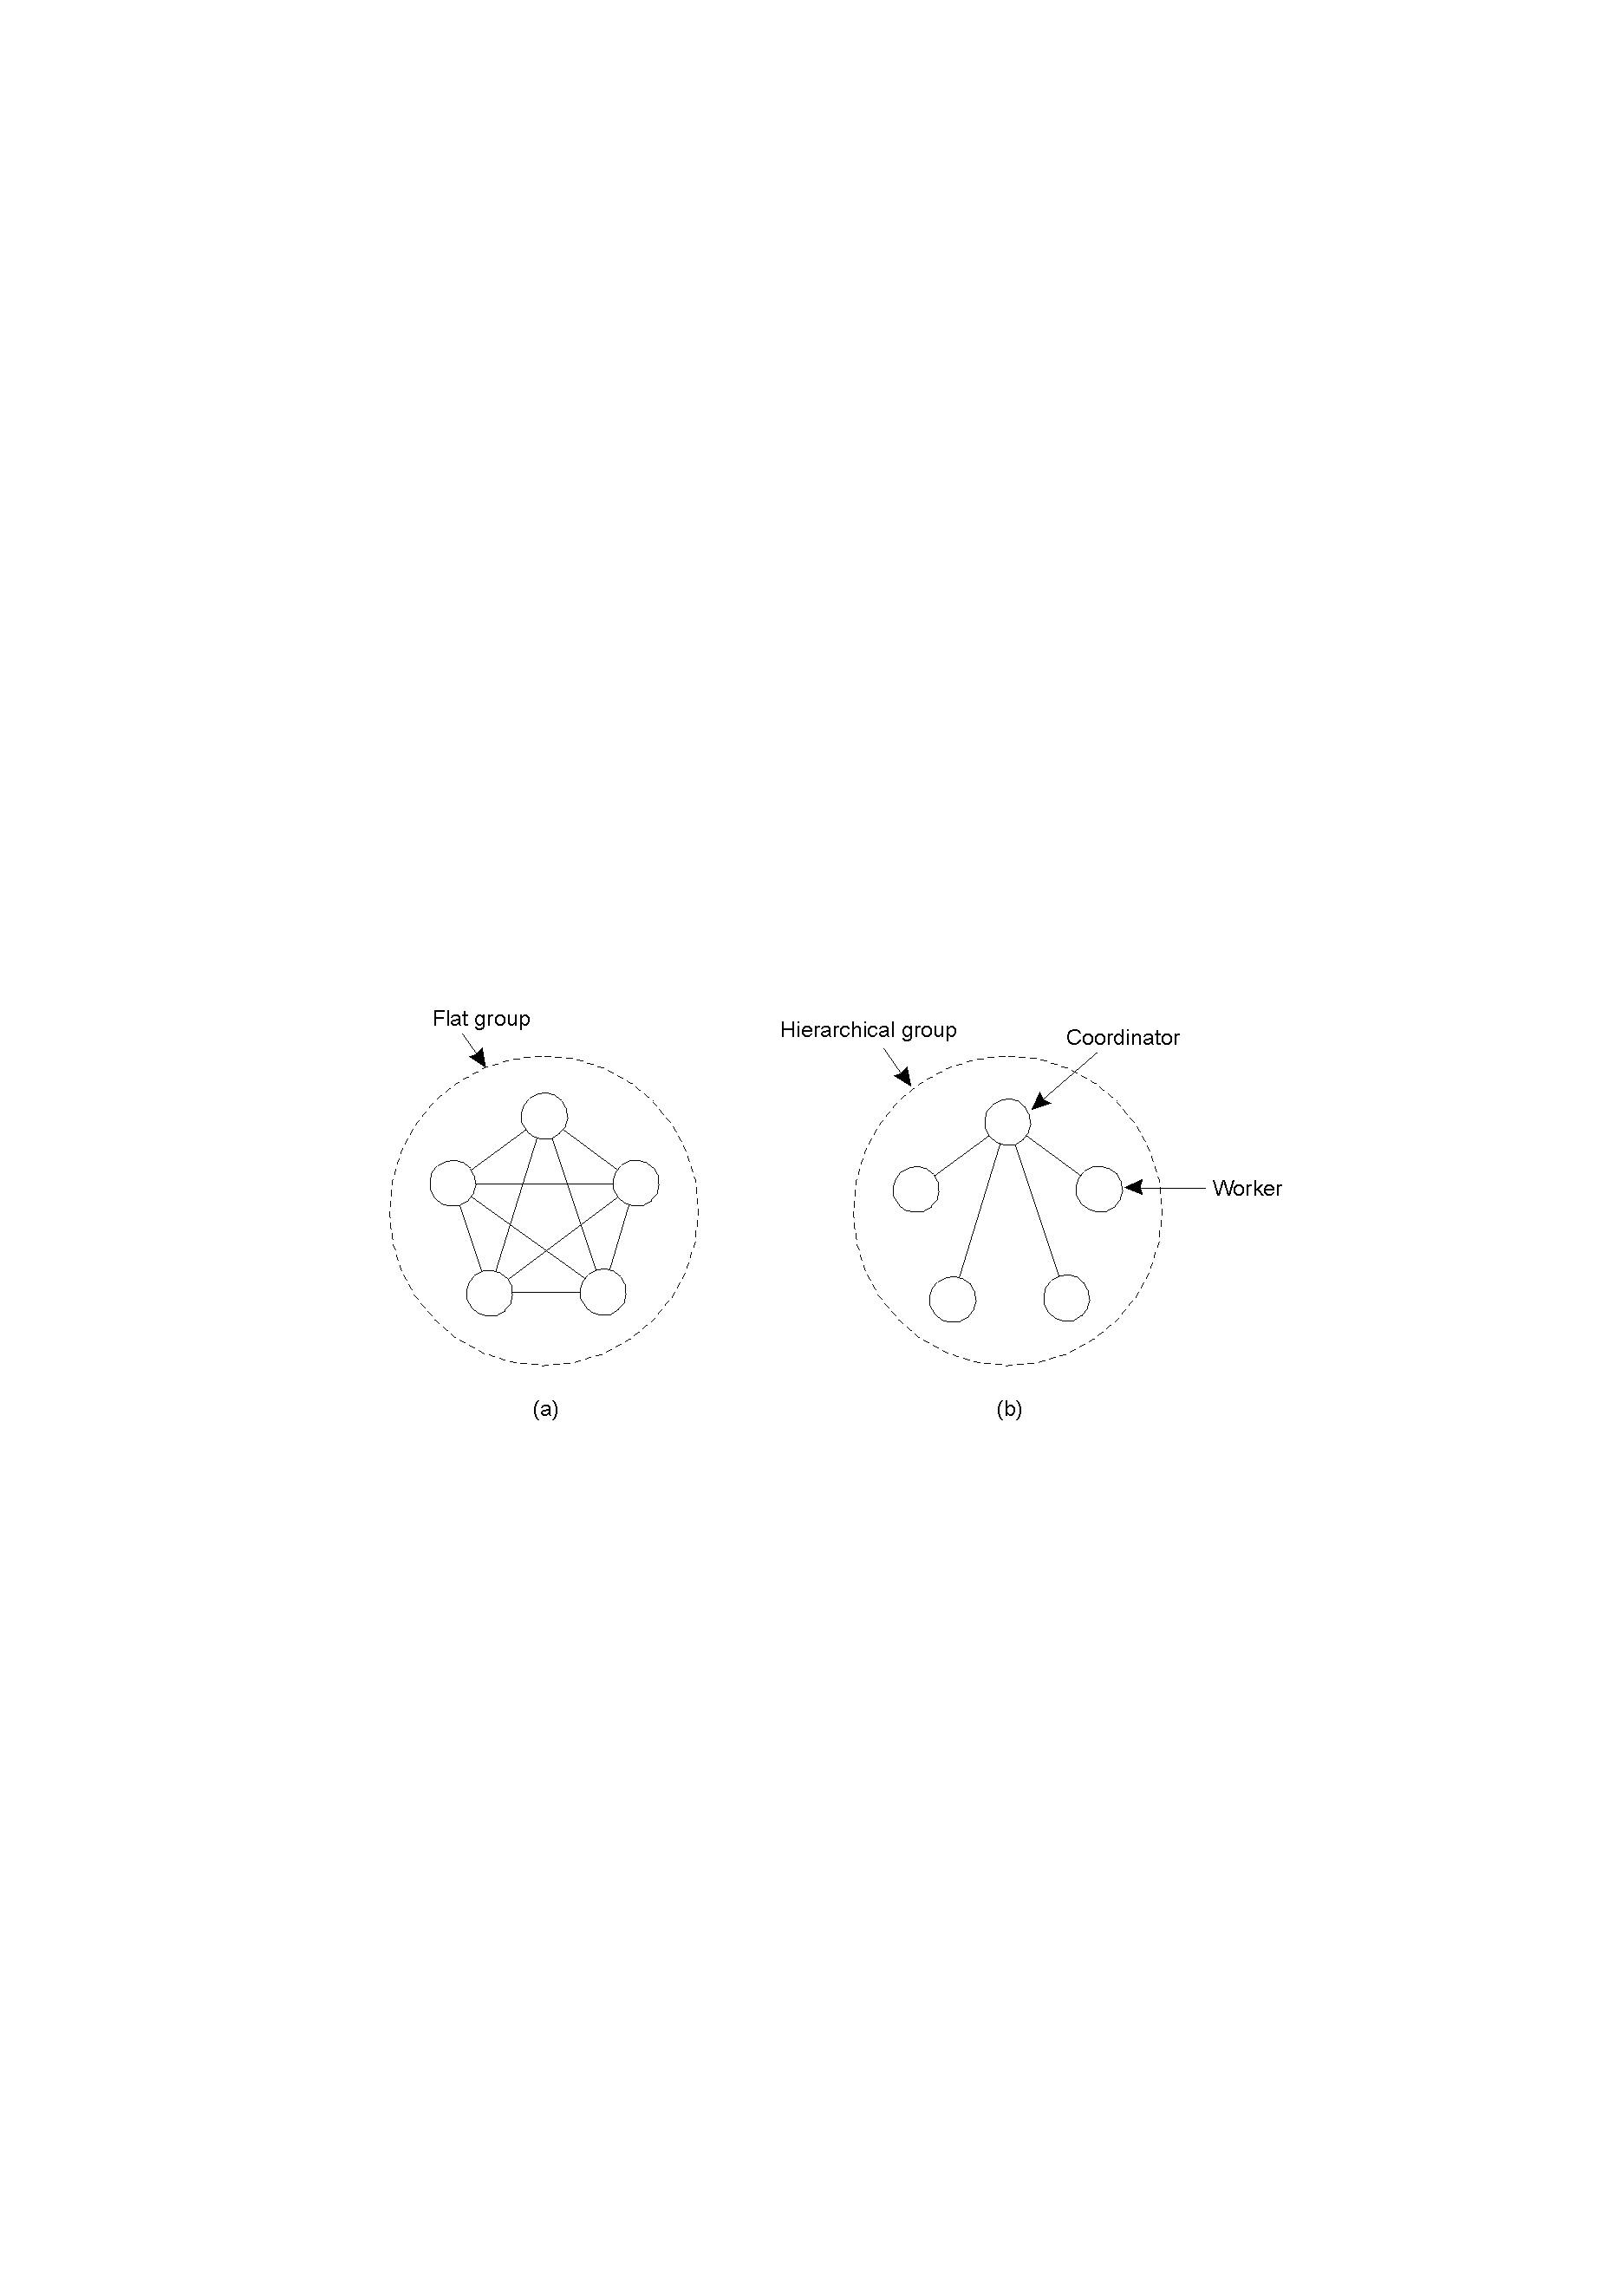 Flat group
Hierarchical group
Coordinator
Worker
(a)
(b)